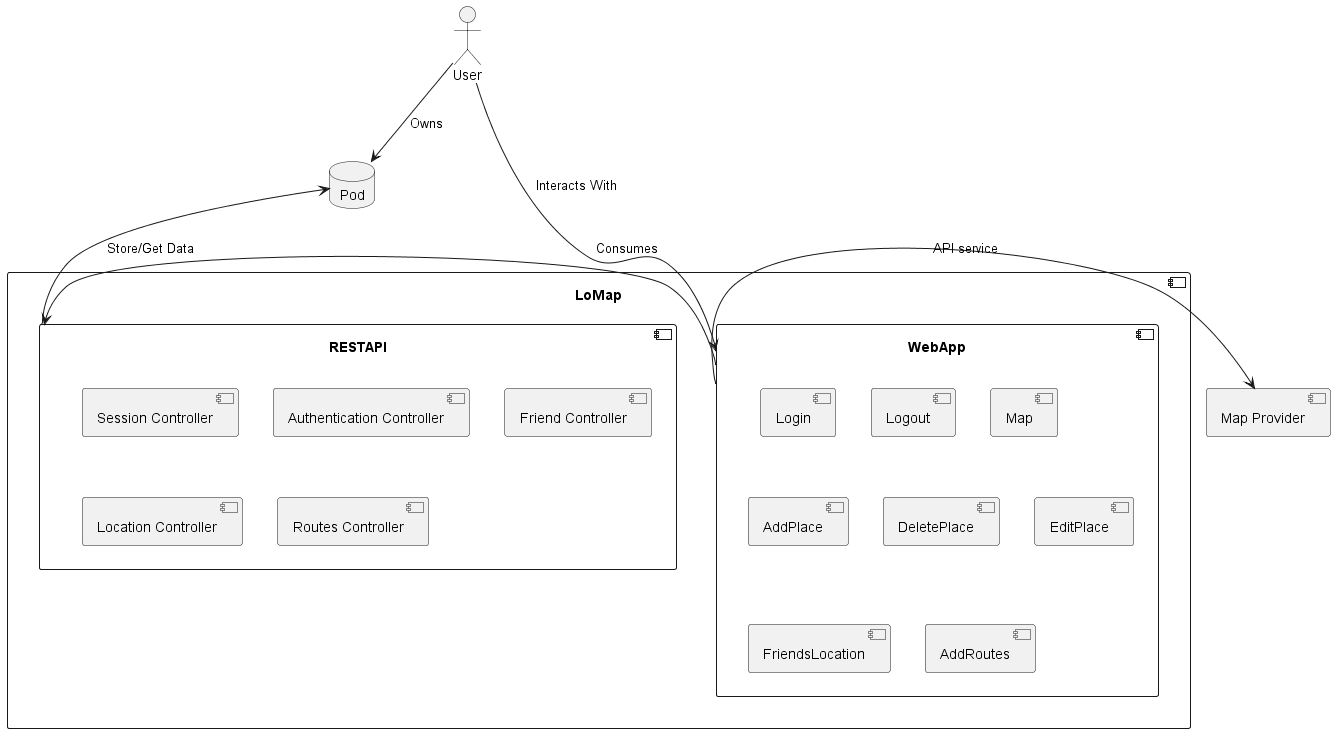 User
Owns
Interacts With
Pod
Store/Get Data
Consumes
API service
LoMap
RESTAPI
WebApp
Session Controller
Authentication Controller
Friend Controller
Login
Logout
Map
Map Provider
Location Controller
Routes Controller
AddPlace
DeletePlace
EditPlace
FriendsLocation
AddRoutes